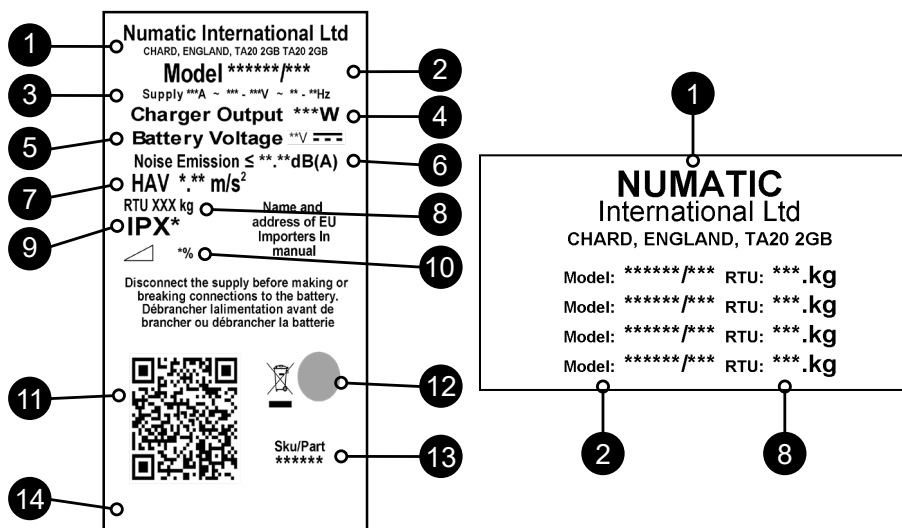 Numatic International Ltd
CHARD, ENGLAND, TA20 2GB TA20 2GB
Model ******/***
Supply ***A ~ *** - ***V ~ ** - **Hz
Charger Output ***W
Battery Voltage **V
Noise Emission ≤ **.**dB(A)
HAV *.** m/s²
RTU XXX kg
IPX*
Name and
address of EU
Importers In
manual
*%
Disconnect the supply before making or
breaking connections to the battery.
Débrancher lalimentation avant de
brancher ou débrancher la batterie
Sku/Part
******
1
2
3
4
5
6
7
8
9
10
11
12
13
14
1
NUMATIC
International Ltd
CHARD, ENGLAND, TA20 2GB
Model: ******/*** RTU: ***.kg
Model: ******/*** RTU: ***.kg
Model: ******/*** RTU: ***.kg
Model: ******/*** RTU: ***.kg
2
8